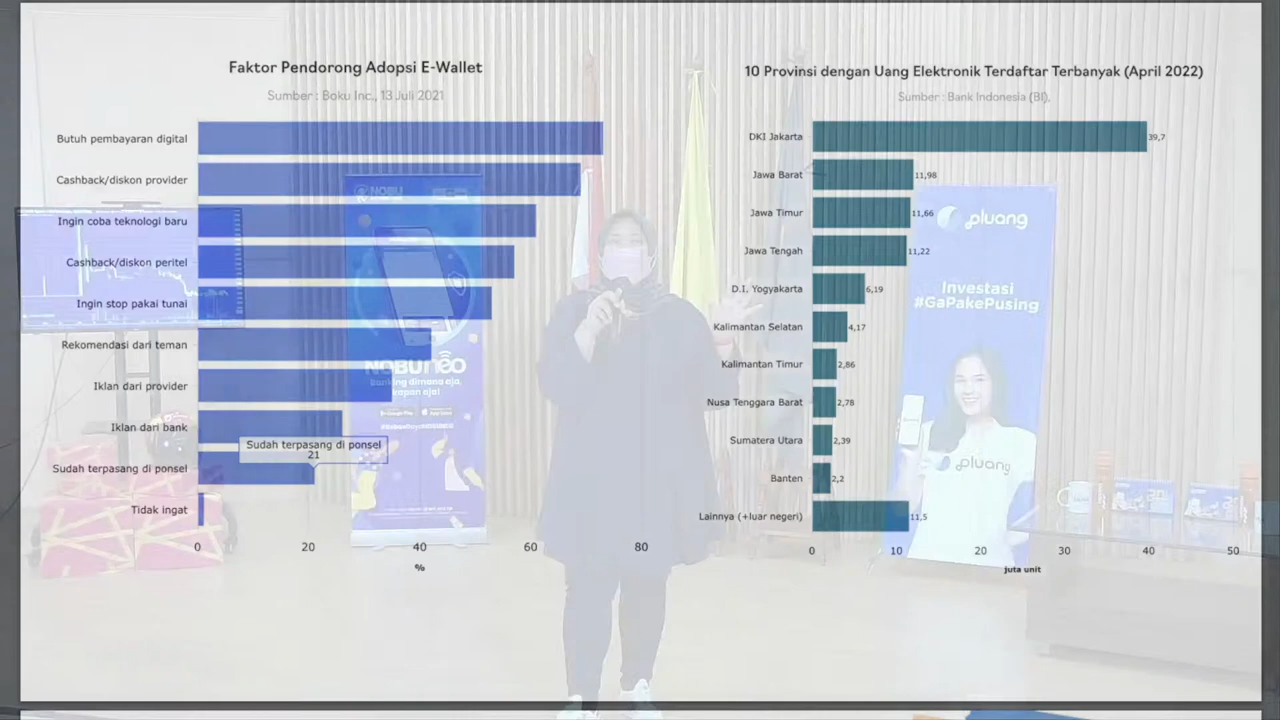 Faktor Pendorong Adopsi E-Wallet
Sumber : Boku Inc., 13 Juli 2021
Butuh pembayaran digital
Cashback/diskon provider
Ingin coba teknologi baru
Cashback/diskon peritel
Ingin stop pakai tunai
Rekomendasi dari teman
Iklan dari provider
Iklan dari bank
Sudah terpasang di ponsel
21
Sudah terpasang di ponsel
Tidak ingat
0 20 40 60 80
%
10 Provinsi dengan Uang Elektronik Terdaftar Terbanyak (April 2022)
Sumber : Bank Indonesia (BI),
DKI Jakarta 39,7
Jawa Barat 11,98
Jawa Timur 11,66
Jawa Tengah 11,22
D.I. Yogyakarta 6,19
Kalimantan Selatan 4,17
Kalimantan Timur 2,86
Nusa Tenggara Barat 2,78
Sumatera Utara 2,39
Banten 2,2
Lainnya (+luar negeri) 11,5
0 10 20 30 40 50
juta unit
NOBU
NOBUNEO
Banking dimana aja,
kapan aja!
pluang
Investasi
#GaPakePusing
pluang